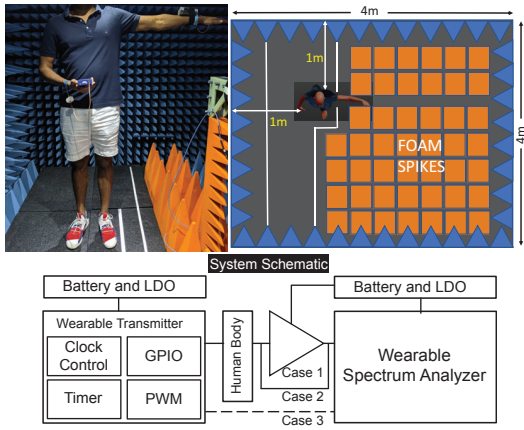 4m
1m
1m
4m
FOAM
SPIKES
System Schematic
Battery and LDO
Battery and LDO
Wearable Transmitter
Clock
Control
GPIO
Timer
PWM
Human Body
Case 1
Case 2
Case 3
Wearable
Spectrum Analyzer